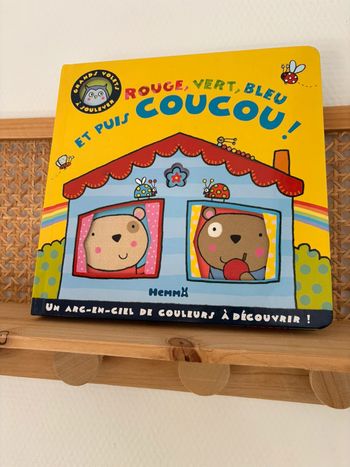 GRANDS VOLETS
À SOULEVER
ROUGE, VERT, BLEU
ET PUIS COUCOU !
HEMMA
UN ARC-EN-CIEL DE COULEURS À DÉCOUVRIR !